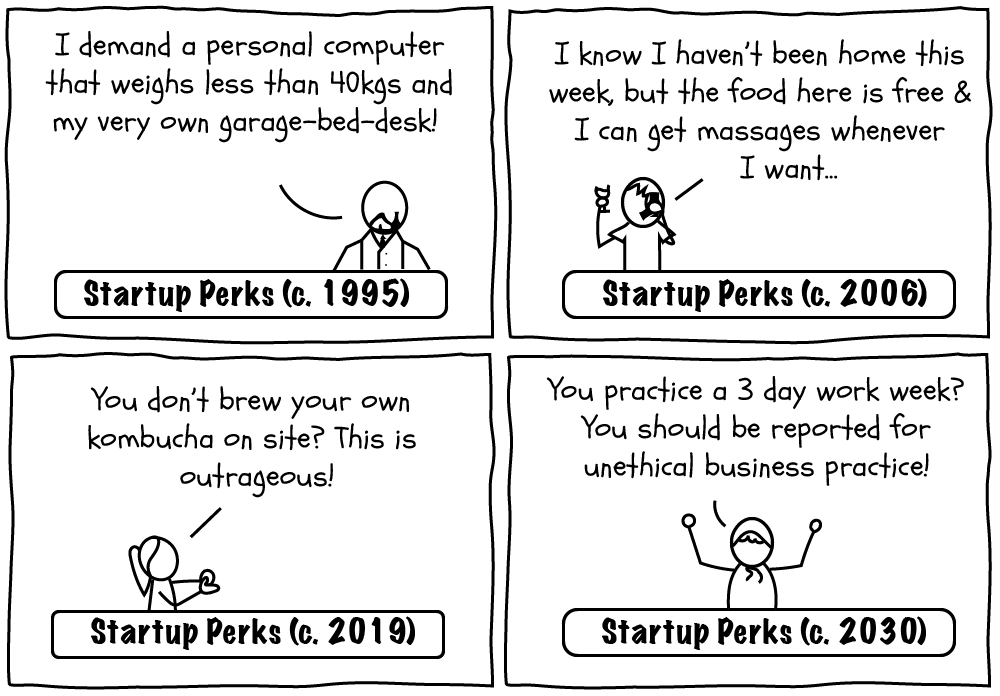 I demand a personal computer
that weighs less than 40kgs and
my very own garage-bed-desk!
Startup Perks (c. 1995)
I know I haven't been home this
week, but the food here is free &
I can get massages whenever
I want...
Startup Perks (c. 2006)
You don't brew your own
kombucha on site? This is
outrageous!
Startup Perks (c. 2019)
You practice a 3 day work week?
You should be reported for
unethical business practice!
Startup Perks (c. 2030)